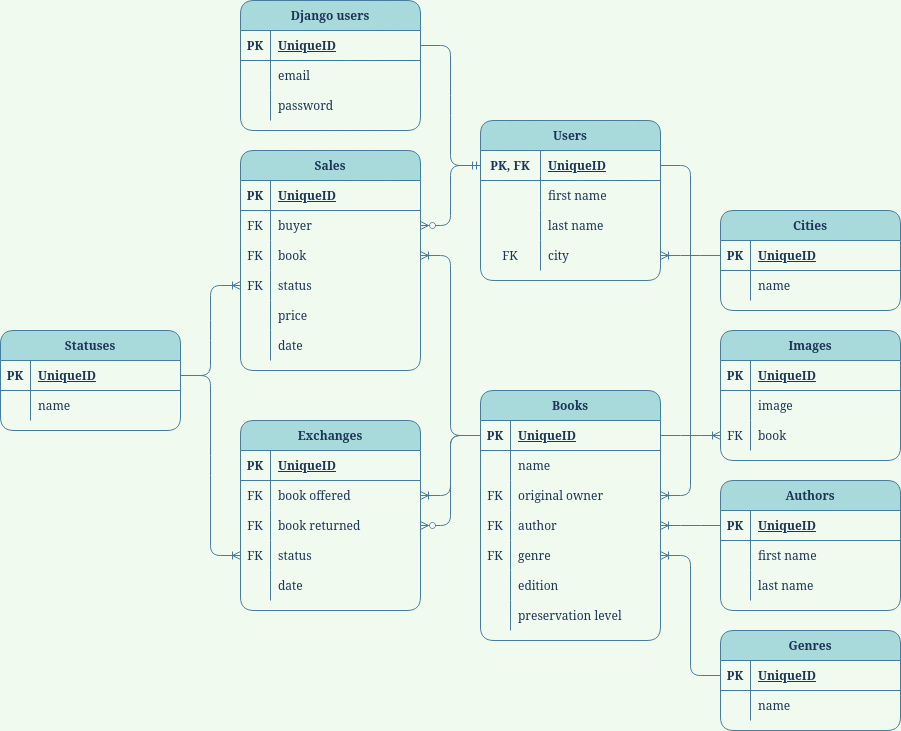 Django users
PK UniqueID
email
password
Sales
PK UniqueID
FK buyer
FK book
FK status
price
date
Statuses
PK UniqueID
name
Exchanges
PK UniqueID
FK book offered
FK book returned
FK status
date
Users
PK, FK UniqueID
first name
last name
FK city
Books
PK UniqueID
name
FK original owner
FK author
FK genre
edition
preservation level
Cities
PK UniqueID
name
Images
PK UniqueID
image
FK book
Authors
PK UniqueID
first name
last name
Genres
PK UniqueID
name